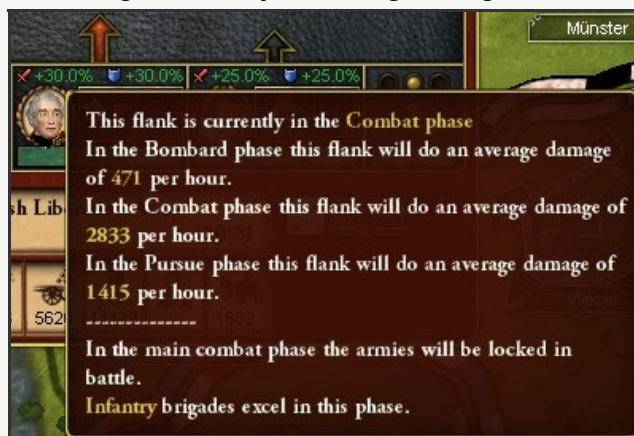 Münster
+30.0% +30.0% +25.0% +25.0%
This flank is currently in the Combat phase
In the Bombard phase this flank will do an average damage
of 471 per hour.
In the Combat phase this flank will do an average damage of
2833 per hour.
In the Pursue phase this flank will do an average damage of
1415 per hour.
--------------
In the main combat phase the armies will be locked in
battle.
Infantry brigades excel in this phase.
sh Lib
562